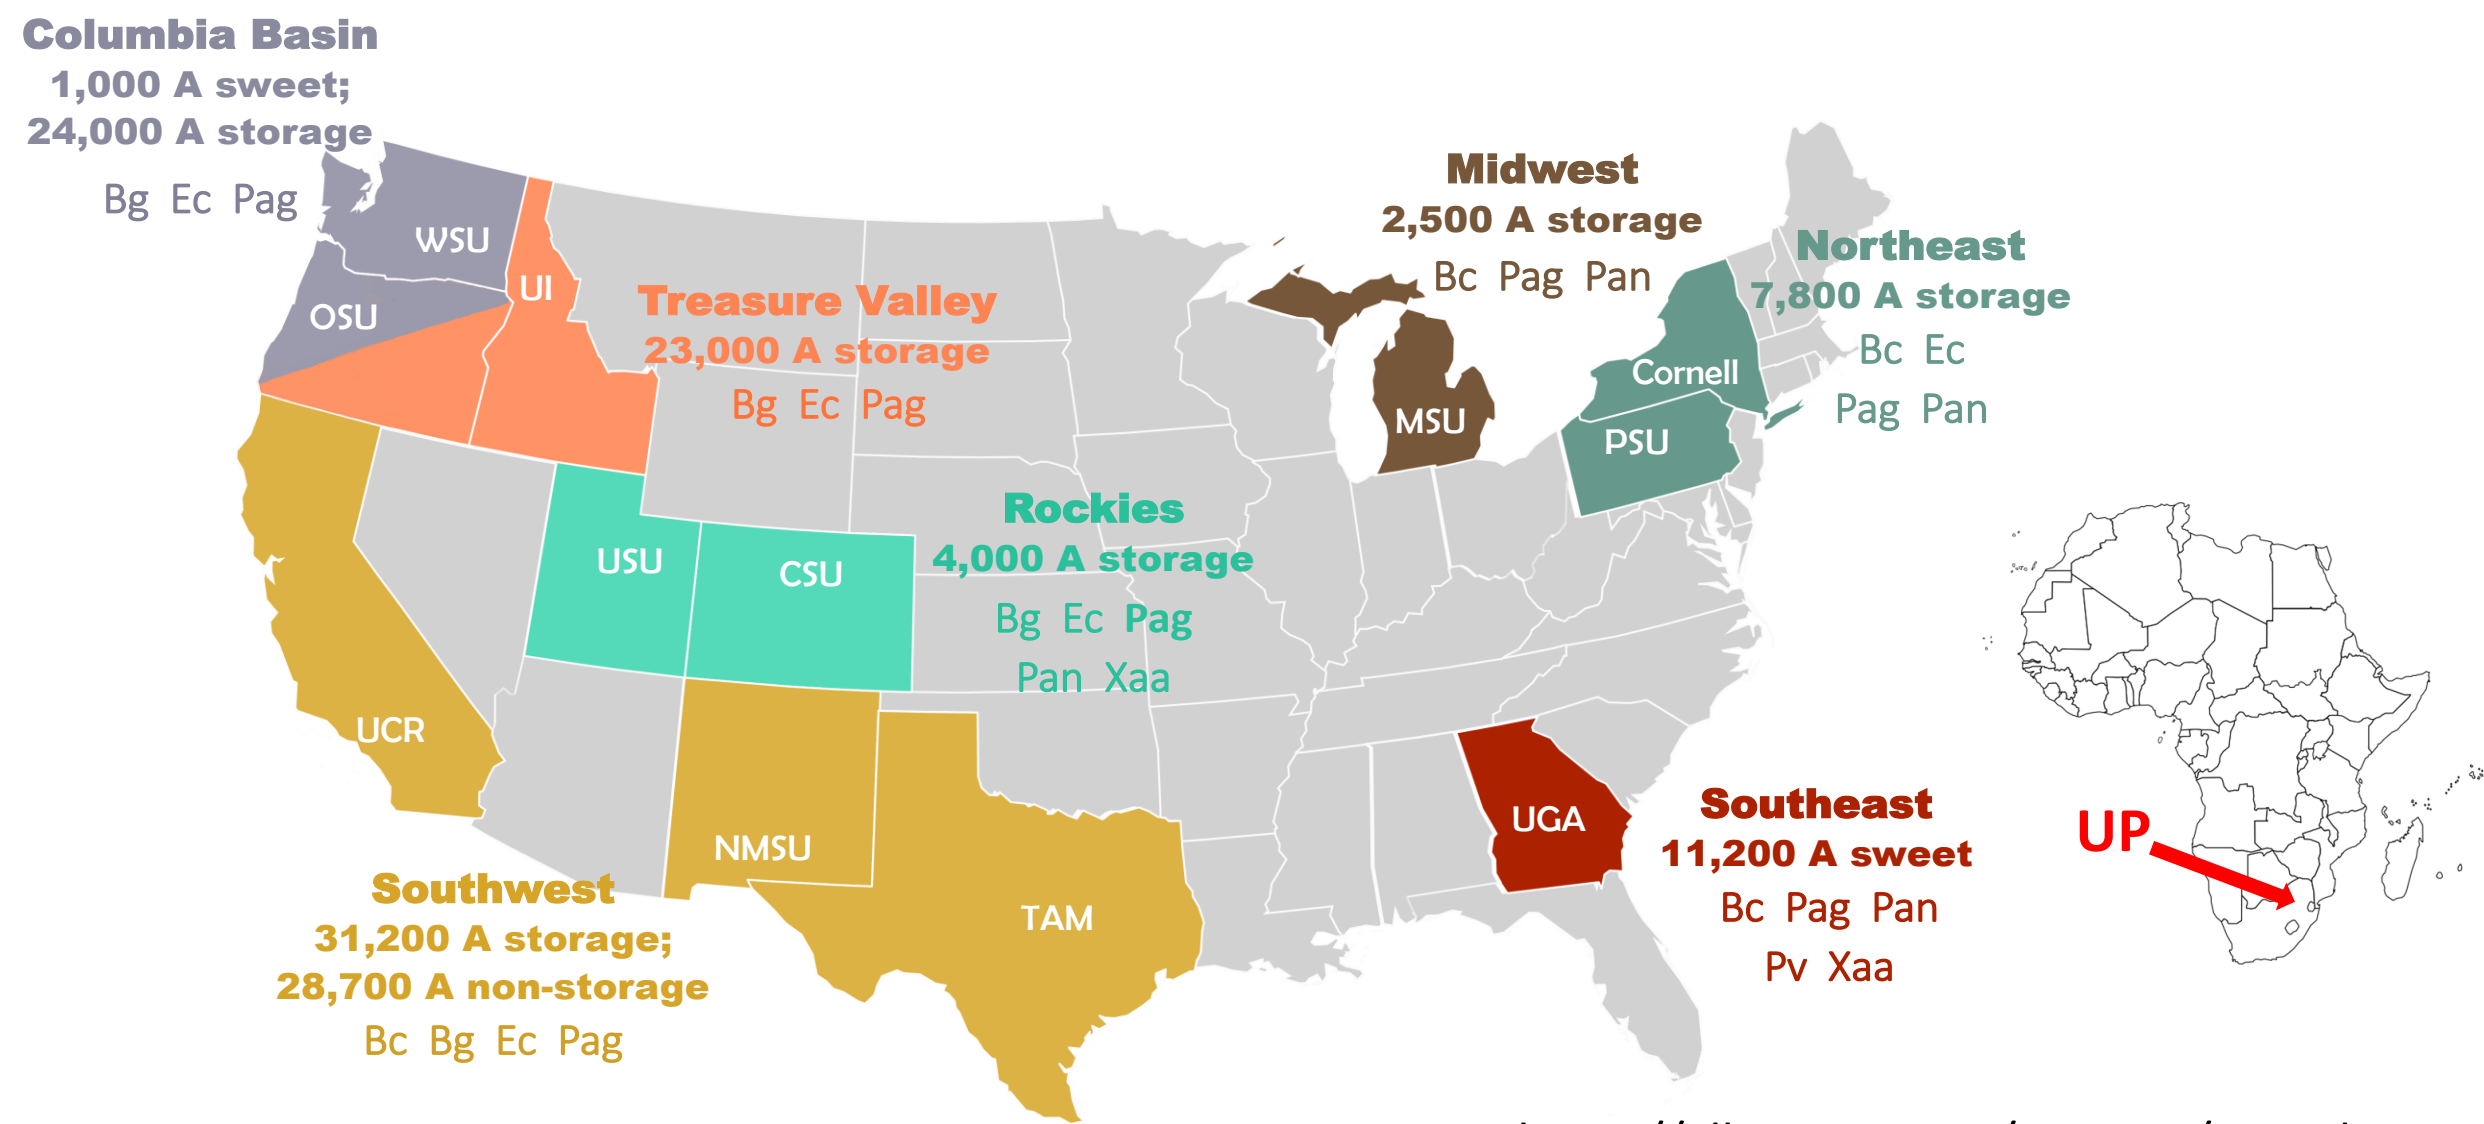 Columbia Basin
1,000 A sweet;
24,000 A storage
Bg Ec Pag
WSU
OSU
UI
Treasure Valley
23,000 A storage
Bg Ec Pag
Midwest
2,500 A storage
Bc Pag Pan
MSU
Northeast
7,800 A storage
Bc Ec
Pag Pan
Cornell
PSU
Rockies
4,000 A storage
Bg Ec Pag
Pan Xaa
USU
CSU
UCR
NMSU
TAM
Southwest
31,200 A storage;
28,700 A non-storage
Bc Bg Ec Pag
UGA
Southeast
11,200 A sweet
Bc Pag Pan
Pv Xaa
UP